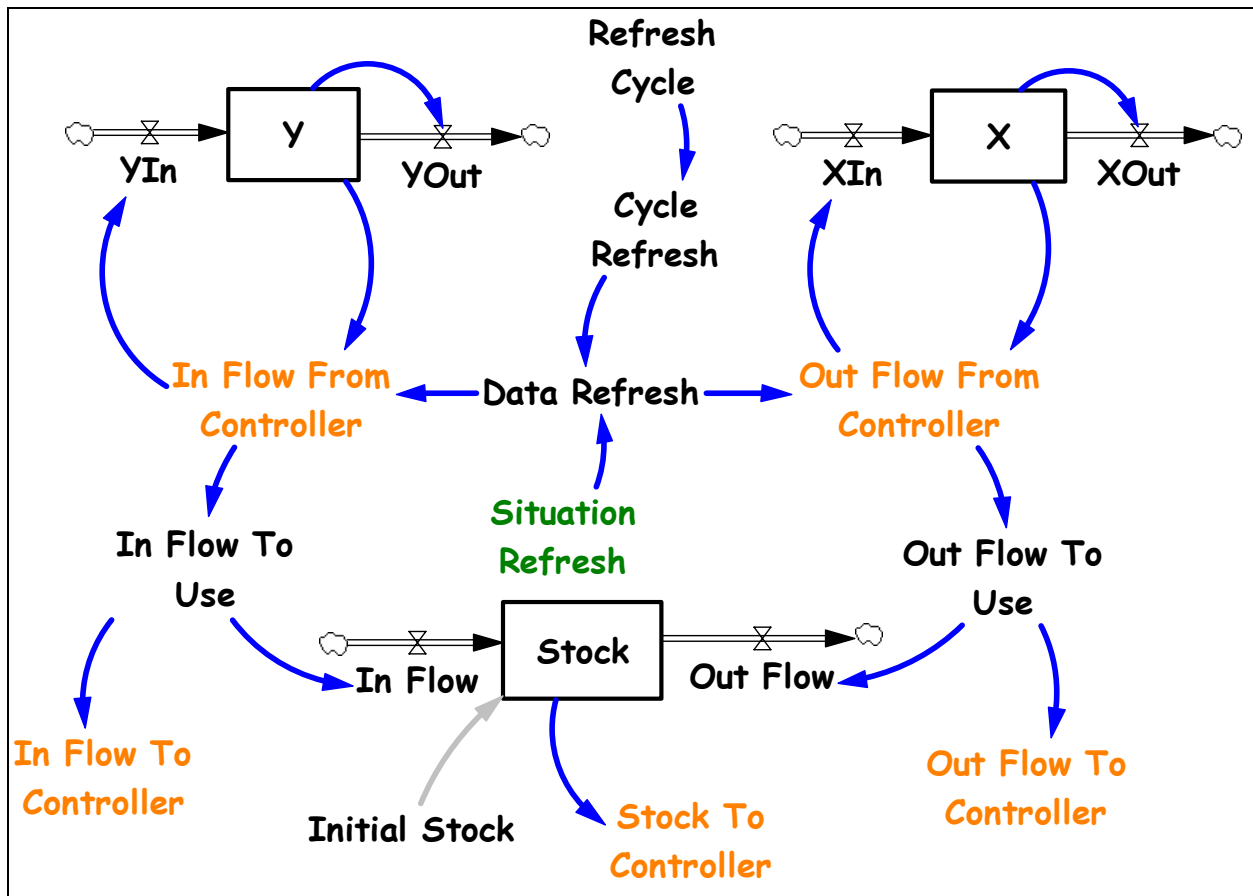 Refresh
Cycle
Y
X
YIn
YOut
XIn
XOut
Cycle
Refresh
In Flow From
Controller
Data Refresh
Out Flow From
Controller
Situation
Refresh
In Flow To
Use
Out Flow To
Use
Stock
In Flow
Out Flow
In Flow To
Controller
Initial Stock
Stock To
Controller
Out Flow To
Controller